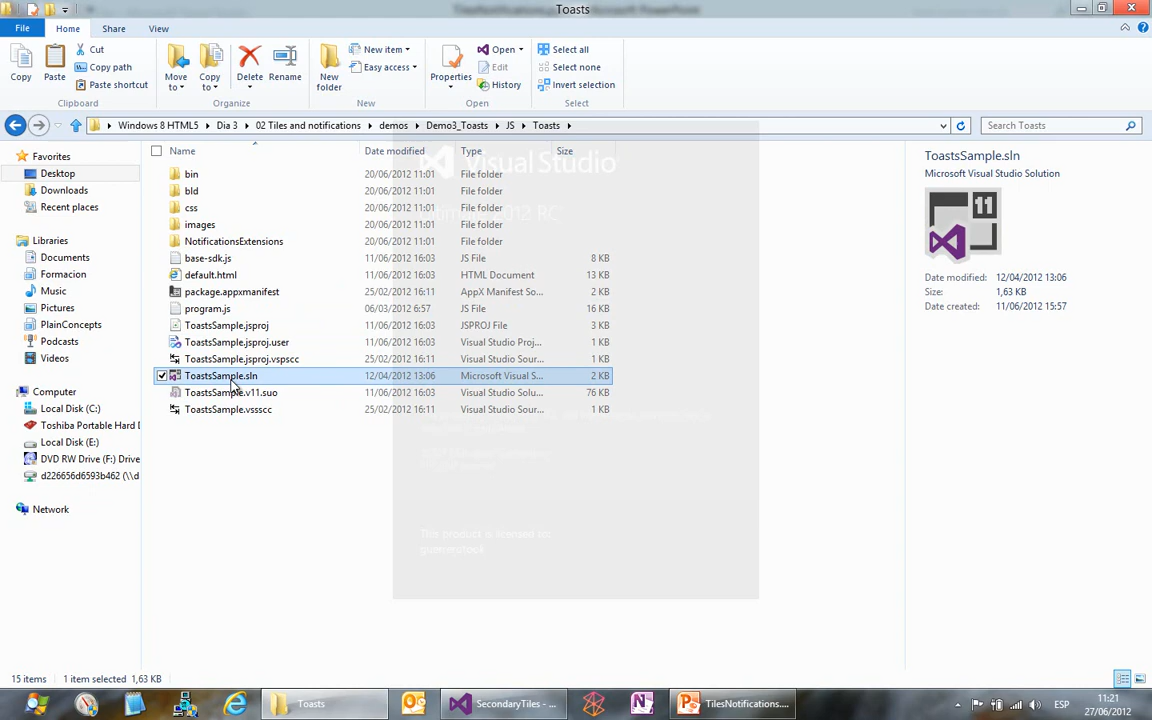 Toasts
File Home Share View
Copy Paste Cut Copy path Paste shortcut Move to Copy to Delete Rename New folder New item Easy access Properties Open Edit History Select all Select none Invert selection
Clipboard Organize New Open Select
Windows 8 HTML5 Dia 3 02 Tiles and notifications demos Demo3_Toasts JS Toasts Search Toasts
Name Date modified Type Size
Favorites
Desktop
Downloads
Recent places
Libraries
Documents
Formacion
Music
Pictures
PlainConcepts
Podcasts
Videos
Computer
Local Disk (C:)
Toshiba Portable Hard D
Local Disk (E:)
DVD RW Drive (F:) Drive
d226656d6593b462 (\\d
Network
bin 20/06/2012 11:01 File folder
bld 20/06/2012 11:01 File folder
css 20/06/2012 11:01 File folder
images 20/06/2012 11:01 File folder
NotificationsExtensions 20/06/2012 11:01 File folder
base-sdk.js 11/06/2012 16:03 JS File 8 KB
default.html 11/06/2012 16:03 HTML Document 13 KB
package.appxmanifest 25/02/2012 16:11 AppX Manifest So... 2 KB
program.js 06/03/2012 6:57 JS File 16 KB
ToastsSample.jsproj 11/06/2012 16:03 JSPROJ File 3 KB
ToastsSample.jsproj.user 11/06/2012 16:03 Visual Studio Proj... 1 KB
ToastsSample.jsproj.vspscc 25/02/2012 16:11 Visual Studio Sour... 1 KB
ToastsSample.sln 12/04/2012 13:06 Microsoft Visual S... 2 KB
ToastsSample.v11.suo 11/06/2012 16:03 Visual Studio Solu... 76 KB
ToastsSample.vssscc 25/02/2012 16:11 Visual Studio Sour... 1 KB
Visual Studio
Ultimate 2012 RC
This product is licensed to:
ToastsSample.sln
Microsoft Visual Studio Solution
11
Date modified: 12/04/2012 13:06
Size: 1,63 KB
Date created: 11/06/2012 15:57
15 items 1 item selected 1,63 KB
Toasts SecondaryTiles - ... TilesNotifications.... ESP 11:21
27/06/2012